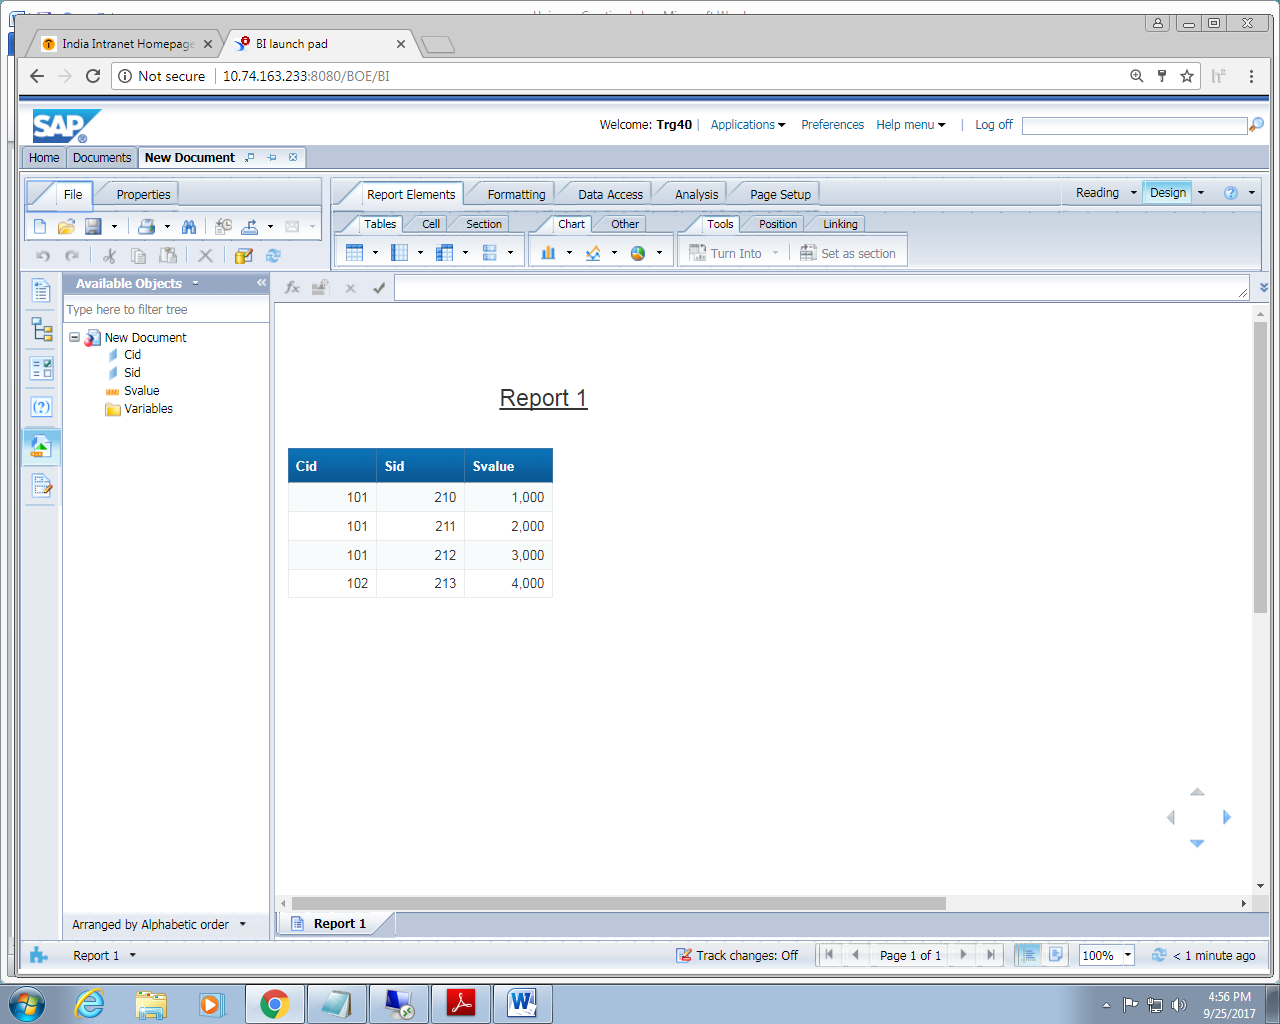 India Intranet Homepage
BI launch pad
Not secure
10.74.163.233:8080/BOE/BI
SAP
Welcome: Trg40
Applications
Preferences
Help menu
Log off
Home
Documents
New Document
File
Properties
Report Elements
Formatting
Data Access
Analysis
Page Setup
Reading
Design
Tables
Cell
Section
Chart
Other
Tools
Position
Linking
Turn Into
Set as section
Available Objects
Type here to filter tree
New Document
Cid
Sid
Svalue
Variables
Report 1
Cid Sid Svalue
101 210 1,000
101 211 2,000
101 212 3,000
102 213 4,000
Arranged by Alphabetic order
Report 1
Report 1
Track changes: Off
Page 1 of 1
100%
< 1 minute ago
4:56 PM
9/25/2017